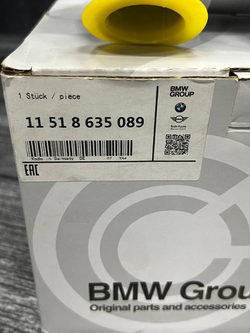 1 Stück / piece
BMW
GROUP
11 51 8 635 089
Made in Germany DE
EAC
BMW Grou
Original parts and accessories